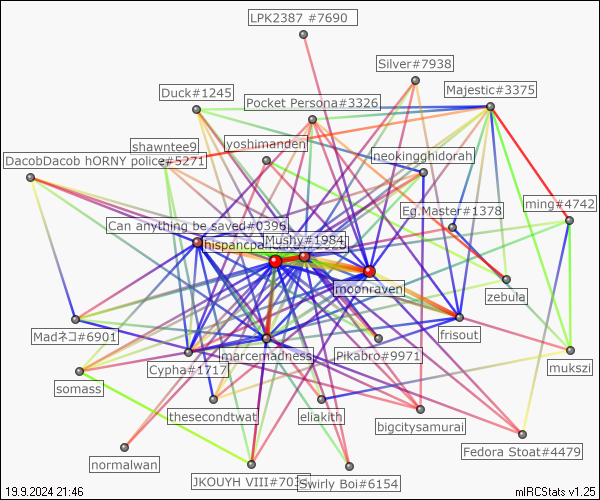 LPK2387 #7690
Silver#7938
Duck#1245
Majestic#3375
Pocket Persona#3326
shawntee9
yoshimanden
DacobDacob hORNY police#5271
neokingghidorah
Eg.Master#1378
ming#4742
Can anything be saved#0396
Mushy#1984
moonraven
zebula
Madネコ#6901
frisout
marcemadness
Pikabro#9971
Cypha#1717
mukszi
somass
thesecondtwat
eliakith
bigcitysamurai
Fedora Stoat#4479
normalwan
JKOUYH VIII#70
Swirly Boi#6154
19.9.2024 21:46
mIRCStats v1.25